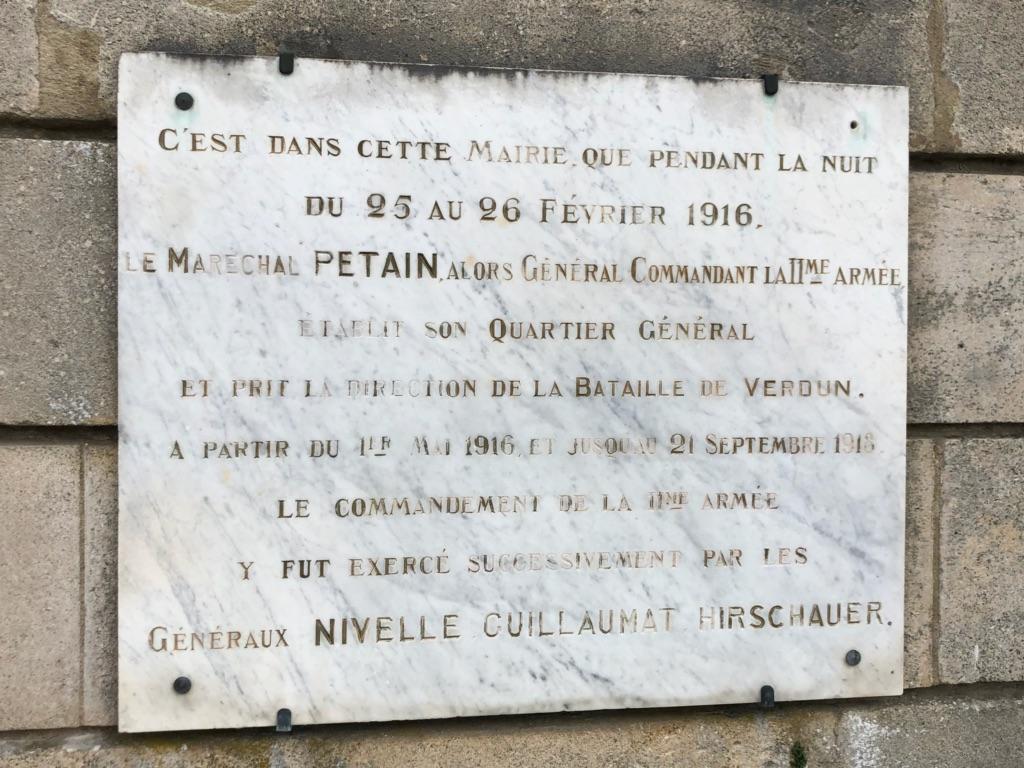 C'EST DANS CETTE MAIRIE, QUE PENDANT LA NUIT
DU 25 AU 26 FÉVRIER 1916,
LE MARÉCHAL PETAIN, ALORS GÉNÉRAL COMMANDANT LA IIME ARMÉE
ÉTABLIT SON QUARTIER GÉNÉRAL
ET PRIT LA DIRECTION DE LA BATAILLE DE VERDUN.
A PARTIR DU 1ER MAI 1916, ET JUSQU'AU 21 SEPTEMBRE 1918
LE COMMANDEMENT DE LA IIME ARMÉE
Y FUT EXERCÉ SUCCESSIVEMENT PAR LES
GÉNÉRAUX NIVELLE GUILLAUMAT HIRSCHAUER.